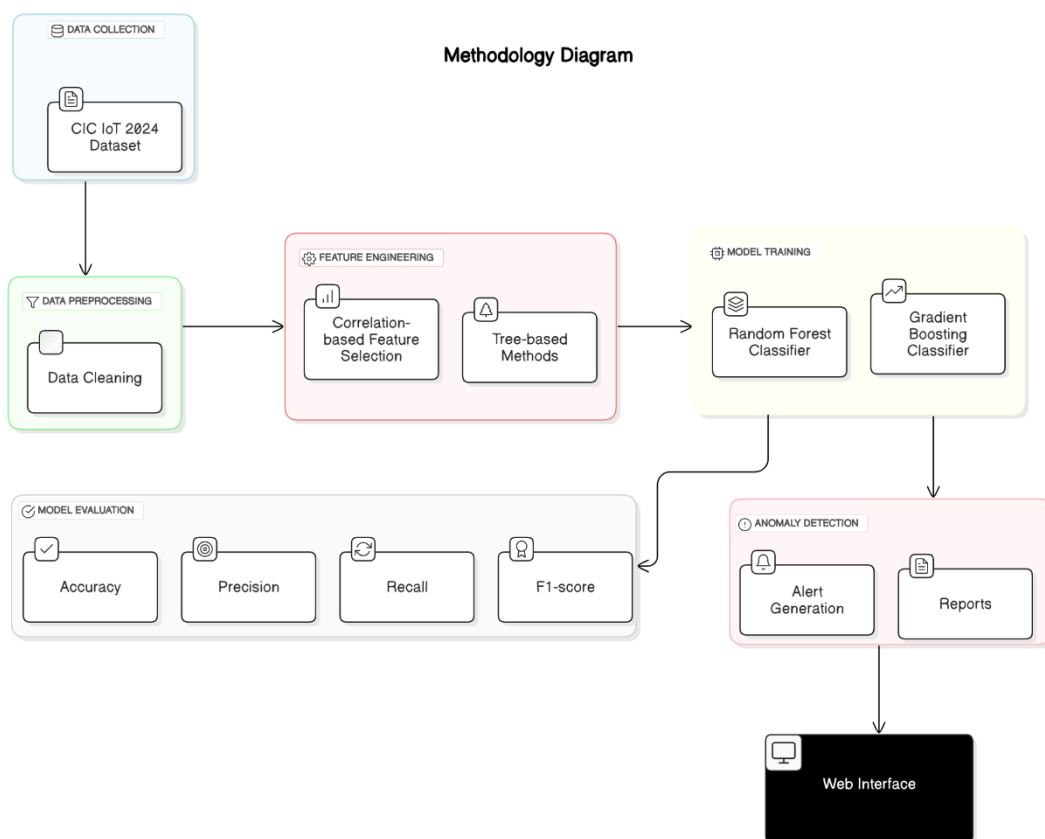 DATA COLLECTION
Methodology Diagram
CIC IoT 2024
Dataset
DATA PREPROCESSING
Data Cleaning
FEATURE ENGINEERING
Correlation-
based Feature
Selection
Tree-based
Methods
MODEL TRAINING
Random Forest
Classifier
Gradient
Boosting
Classifier
MODEL EVALUATION
Accuracy
Precision
Recall
F1-score
ANOMALY DETECTION
Alert
Generation
Reports
Web Interface